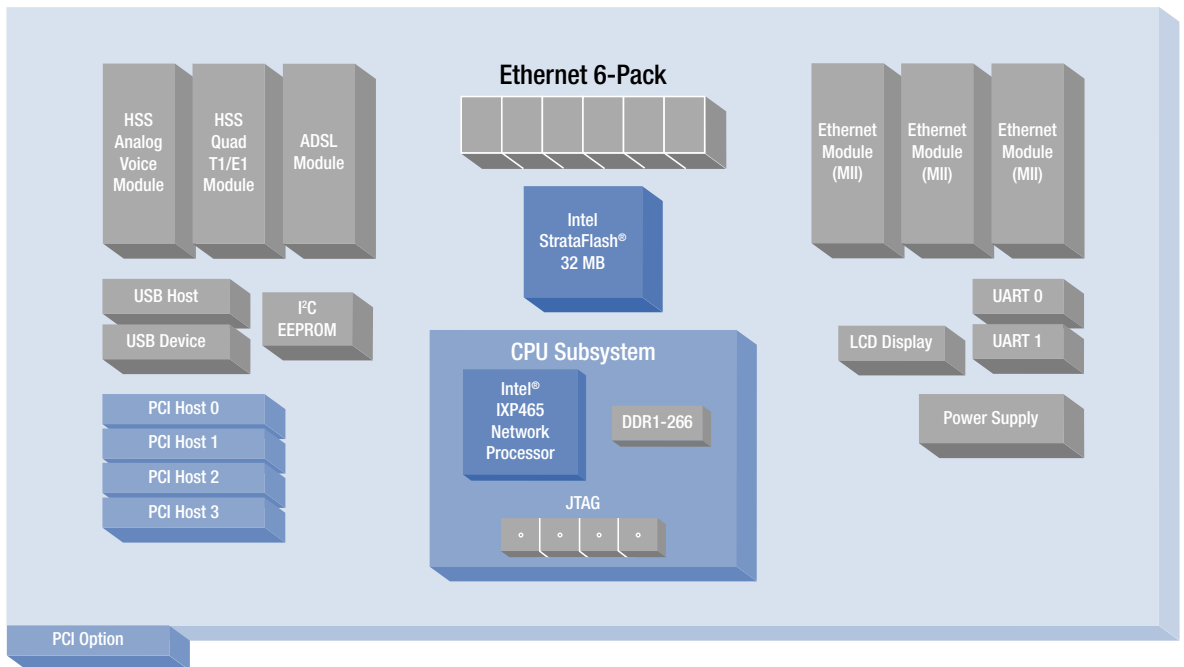 Ethernet 6-Pack
HSS
Analog
Voice
Module
HSS
Quad
T1/E1
Module
ADSL
Module
Ethernet
Module
(MII)
Ethernet
Module
(MII)
Ethernet
Module
(MII)
Intel
StrataFlash®
32 MB
USB Host
USB Device
I²C
EEPROM
UART 0
UART 1
LCD Display
Power Supply
PCI Host 0
PCI Host 1
PCI Host 2
PCI Host 3
CPU Subsystem
Intel®
IXP465
Network
Processor
DDR1-266
JTAG
PCI Option